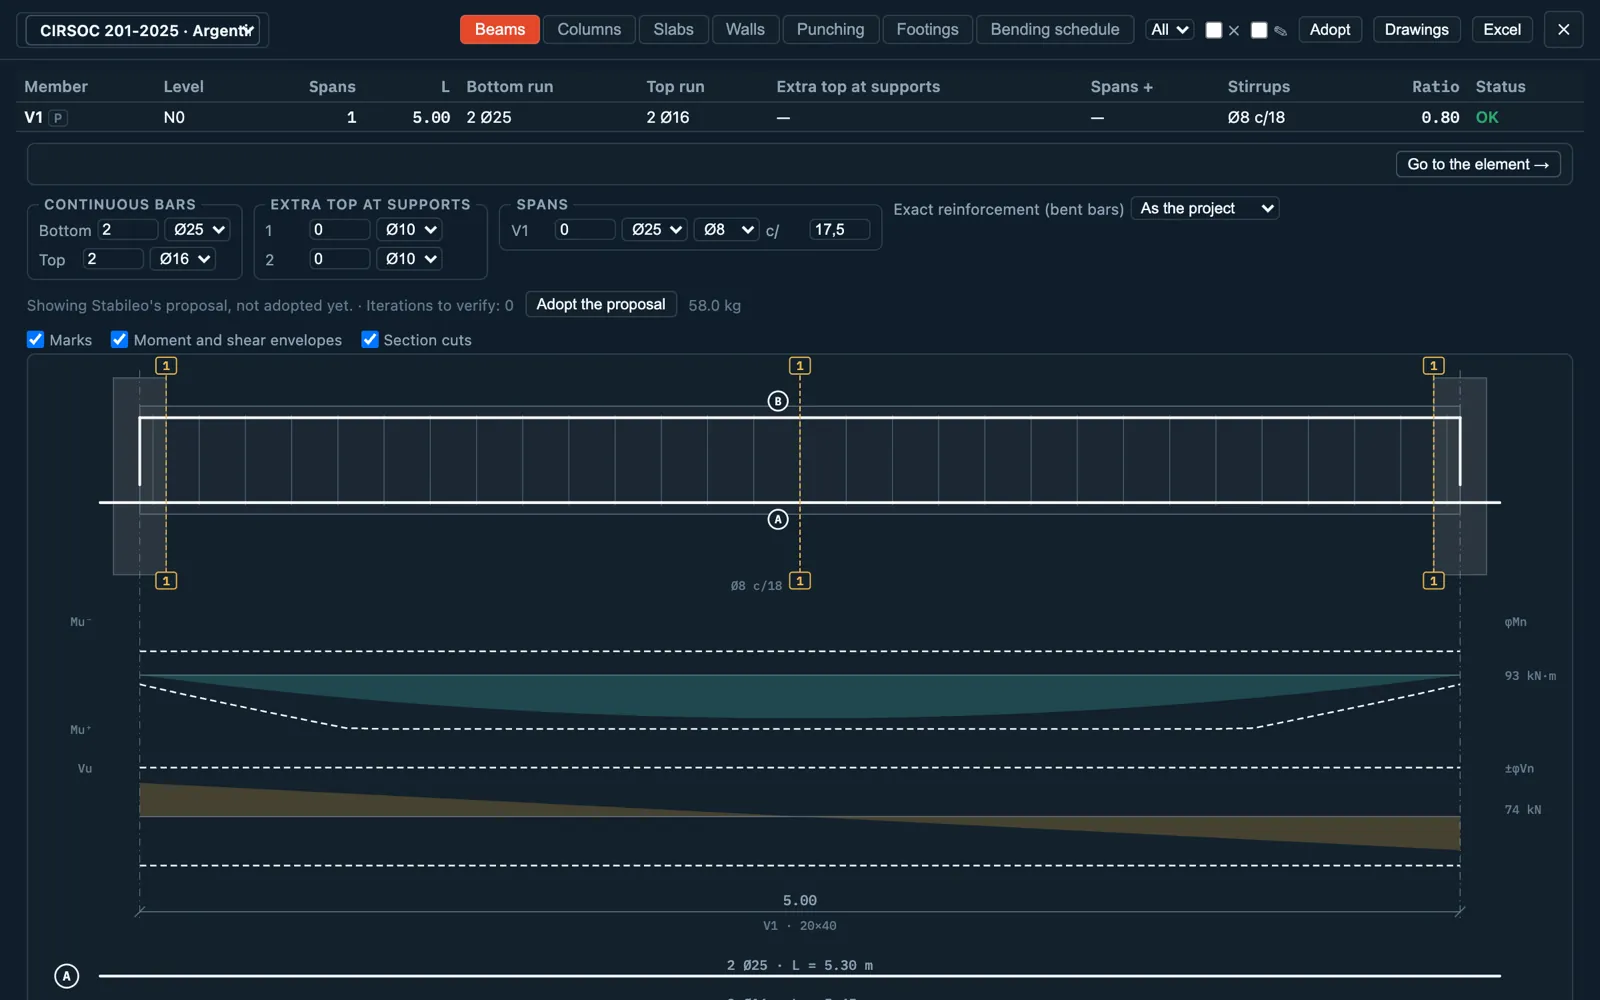 CIRSOC 201-2025 · Argenti
Beams Columns Slabs Walls Punching Footings Bending schedule All × ✎ Adopt Drawings Excel ✕
Member Level Spans L Bottom run Top run Extra top at supports Spans + Stirrups Ratio Status
V1 P N0 1 5.00 2 Ø25 2 Ø16 — — Ø8 c/18 0.80 OK
Go to the element →
CONTINUOUS BARS EXTRA TOP AT SUPPORTS SPANS
Exact reinforcement (bent bars) As the project
Bottom 2 Ø25 1 0 Ø10 V1 0 Ø25 Ø8 c/ 17,5
Top 2 Ø16 2 0 Ø10
Showing Stabileo's proposal, not adopted yet. · Iterations to verify: 0 Adopt the proposal 58.0 kg
Marks Moment and shear envelopes Section cuts
1 1 1
B
A
1 1 1
Ø8 c/18
Mu⁻ φMn
93 kN·m
Mu⁺
Vu ±φVn
74 kN
5.00
V1 · 20×40
2 Ø25 · L = 5.30 m
A